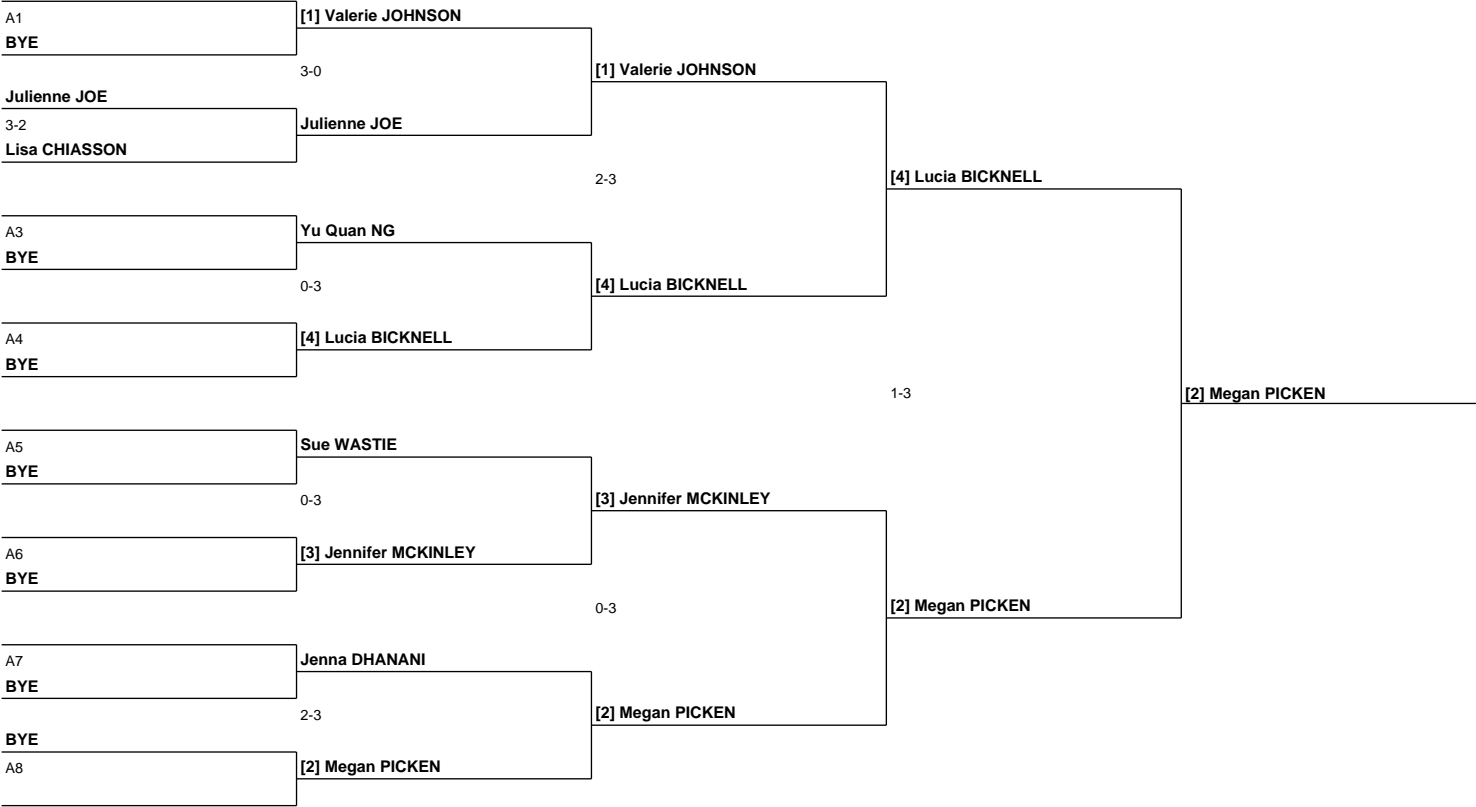 A1
BYE
Julienne JOE
3-2
Lisa CHIASSON
A3
BYE
A4
BYE
A5
BYE
A6
BYE
A7
BYE
BYE
A8
[1] Valerie JOHNSON
3-0
Julienne JOE
Yu Quan NG
0-3
[4] Lucia BICKNELL
Sue WASTIE
0-3
[3] Jennifer MCKINLEY
Jenna DHANANI
2-3
[2] Megan PICKEN
[1] Valerie JOHNSON
2-3
[4] Lucia BICKNELL
[3] Jennifer MCKINLEY
0-3
[2] Megan PICKEN
[4] Lucia BICKNELL
1-3
[2] Megan PICKEN
[2] Megan PICKEN